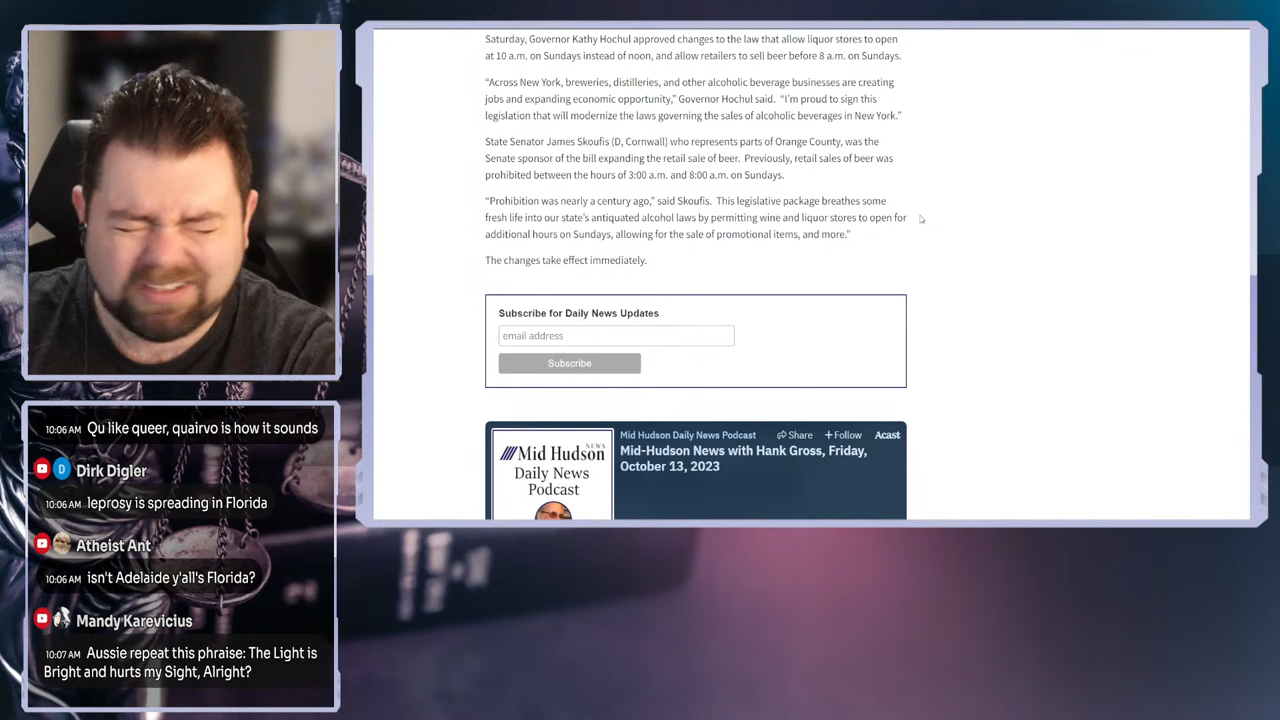 Saturday, Governor Kathy Hochul approved changes to the law that allow liquor stores to open
at 10 a.m. on Sundays instead of noon, and allow retailers to sell beer before 8 a.m. on Sundays.
“Across New York, breweries, distilleries, and other alcoholic beverage businesses are creating
jobs and expanding economic opportunity,” Governor Hochul said.  “I’m proud to sign this
legislation that will modernize the laws governing the sales of alcoholic beverages in New York.”
State Senator James Skoufis (D, Cornwall) who represents parts of Orange County, was the
Senate sponsor of the bill expanding the retail sale of beer.  Previously, retail sales of beer was
prohibited between the hours of 3:00 a.m. and 8:00 a.m. on Sundays.
“Prohibition was nearly a century ago,” said Skoufis.  This legislative package breathes some
fresh life into our state’s antiquated alcohol laws by permitting wine and liquor stores to open for
additional hours on Sundays, allowing for the sale of promotional items, and more.”
The changes take effect immediately.
Subscribe for Daily News Updates
email address
Subscribe
Mid Hudson NEWS
Daily News
Podcast
Mid Hudson Daily News Podcast
Share
+ Follow
Acast
Mid-Hudson News with Hank Gross, Friday,
October 13, 2023
10:06 AM Qu like queer, quairvo is how it sounds
D Dirk Digler
10:06 AM leprosy is spreading in Florida
Atheist Ant
10:06 AM isn't Adelaide y'all's Florida?
Mandy Karevicius
10:07 AM Aussie repeat this phraise: The Light is
Bright and hurts my Sight, Alright?